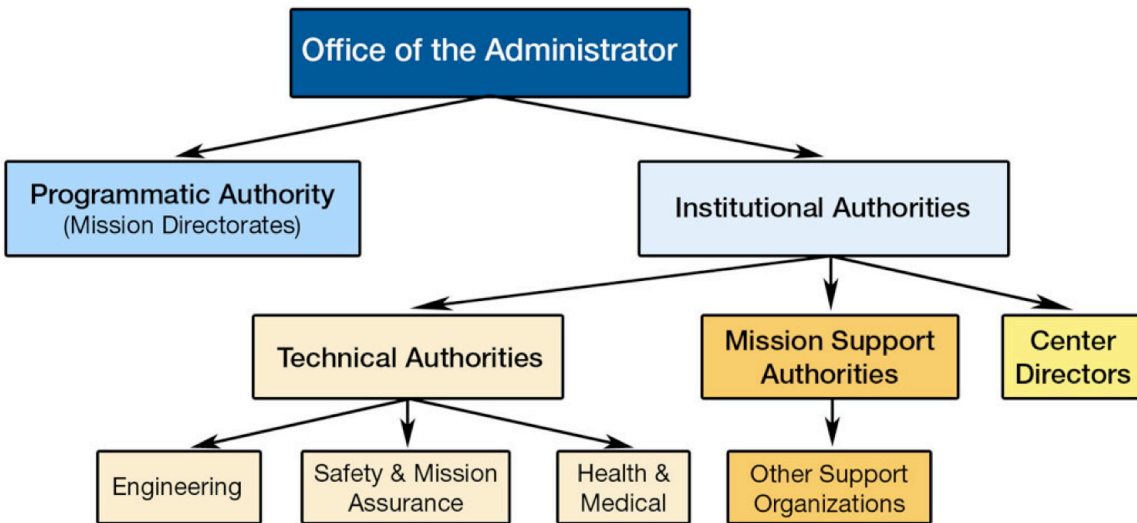 Office of the Administrator
Programmatic Authority
(Mission Directorates)
Institutional Authorities
Technical Authorities
Mission Support
Authorities
Center
Directors
Engineering
Safety & Mission
Assurance
Health &
Medical
Other Support
Organizations